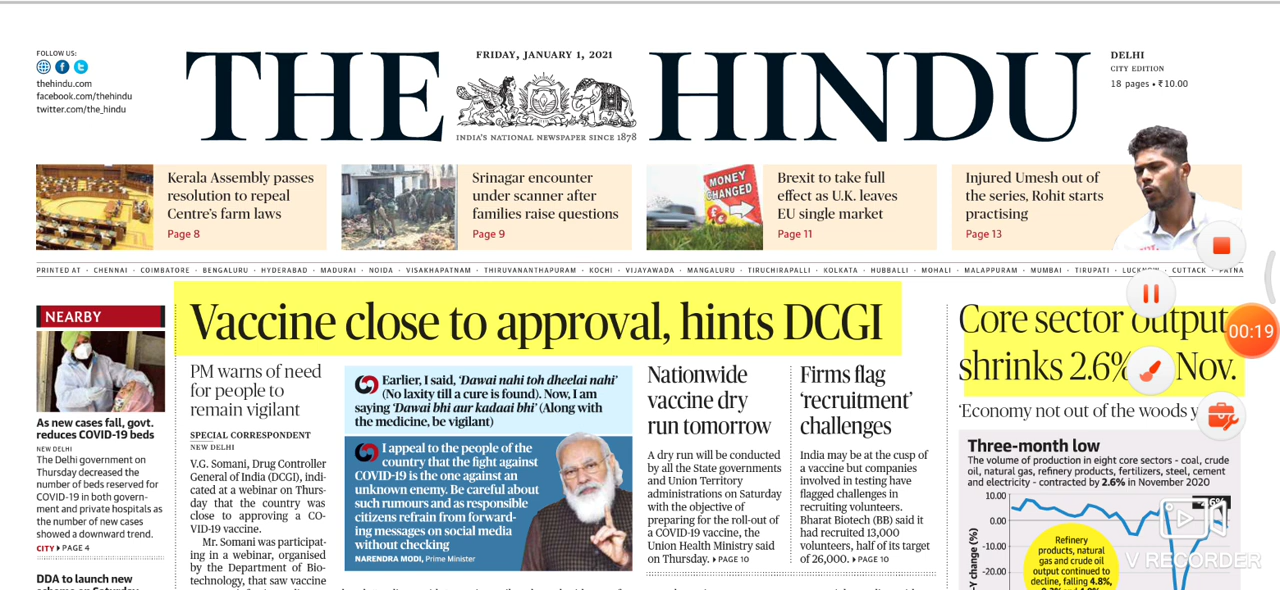 FOLLOW US:
thehindu.com
facebook.com/thehindu
twitter.com/the_hindu
THE HINDU
FRIDAY, JANUARY 1, 2021
INDIA'S NATIONAL NEWSPAPER SINCE 1878
DELHI
CITY EDITION
18 pages • ₹10.00
Kerala Assembly passes
resolution to repeal
Centre's farm laws
Page 8
Srinagar encounter
under scanner after
families raise questions
Page 9
MONEY
CHANGED
Brexit to take full
effect as U.K. leaves
EU single market
Page 11
Injured Umesh out of
the series, Rohit starts
practising
Page 13
PRINTED AT • CHENNAI • COIMBATORE • BENGALURU • HYDERABAD • MADURAI • NOIDA • VISAKHAPATNAM • THIRUVANANTHAPURAM • KOCHI • VIJAYAWADA • MANGALURU • TIRUCHIRAPALLI • KOLKATA • HUBBALLI • MOHALI • MALAPPURAM • MUMBAI • TIRUPATI • LUCKNOW • CUTTACK • PATNA
NEARBY
As new cases fall, govt.
reduces COVID-19 beds
NEW DELHI
The Delhi government on
Thursday decreased the
number of beds reserved for
COVID-19 in both govern-
ment and private hospitals as
the number of new cases
showed a downward trend.
CITY ▸ PAGE 4
DDA to launch new
Vaccine close to approval, hints DCGI
PM warns of need
for people to
remain vigilant
SPECIAL CORRESPONDENT
NEW DELHI
V.G. Somani, Drug Controller
General of India (DCGI), indi-
cated at a webinar on Thurs-
day that the country was
close to approving a CO-
VID-19 vaccine.
Mr. Somani was participat-
ing in a webinar, organised
by the Department of Bio-
technology, that saw vaccine
Earlier, I said, 'Dawai nahi toh dheelai nahi'
(No laxity till a cure is found). Now, I am
saying 'Dawai bhi aur kadaai bhi' (Along with
the medicine, be vigilant)
I appeal to the people of the
country that the fight against
COVID-19 is the one against an
unknown enemy. Be careful about
such rumours and as responsible
citizens refrain from forward-
ing messages on social media
without checking
NARENDRA MODI, Prime Minister
Nationwide
vaccine dry
run tomorrow
A dry run will be conducted
by all the State governments
and Union Territory
administrations on Saturday
with the objective of
preparing for the roll-out of
a COVID-19 vaccine, the
Union Health Ministry said
on Thursday. ▸ PAGE 10
Firms flag
'recruitment'
challenges
India may be at the cusp of
a vaccine but companies
involved in testing have
flagged challenges in
recruiting volunteers.
Bharat Biotech (BB) said it
had recruited 13,000
volunteers, half of its target
of 26,000. ▸ PAGE 10
Core sector output
shrinks 2.6% Nov.
'Economy not out of the woods
Three-month low
The volume of production in eight core sectors - coal, crude
oil, natural gas, refinery products, fertilizers, steel, cement
and electricity - contracted by 2.6% in November 2020
10.00
0.00
-10.00
-20.00
change (%)
Refinery
products, natural
gas and crude oil
output continued to
decline, falling 4.8%,
00:19
V RECORDER